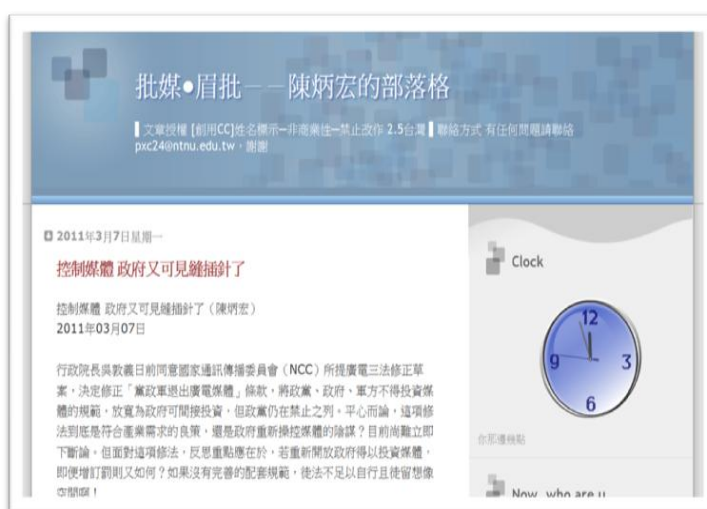 批媒●眉批－－陳炳宏的部落格
▌文章授權 [創用CC]姓名標示─非商業性─禁止改作 2.5台灣 ▌聯絡方式 有任何問題請聯絡
pxc24@ntnu.edu.tw，謝謝
2011年3月7日星期一
控制媒體 政府又可見縫插針了
控制媒體 政府又可見縫插針了（陳炳宏）
2011年03月07日
行政院長吳敦義日前同意國家通訊傳播委員會（NCC）所提廣電三法修正草
案，決定修正「黨政軍退出廣電媒體」條款，將政黨、政府、軍方不得投資媒
體的規範，放寬為政府可間接投資，但政黨仍在禁止之列。平心而論，這項修
法到底是符合產業需求的良策，還是政府重新操控媒體的陰謀？目前尚難立即
下斷論。但面對這項修法，反思重點應在於，若重新開放政府得以投資媒體，
即便增訂罰則又如何？如果沒有完善的配套規範，徒法不足以自行且徒留想像
空間啊！
Clock
12
9
3
6
你那邊幾點
Now, who are u